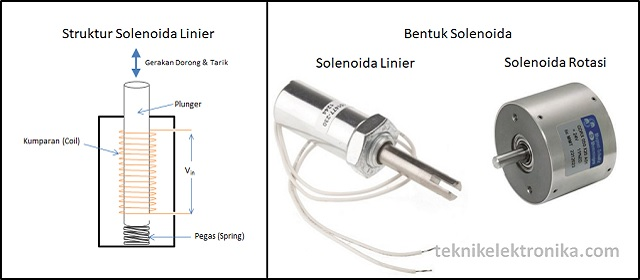 Struktur Solenoida Linier
Gerakan Dorong & Tarik
Plunger
Kumparan (Coil)
Vin
Pegas (Spring)
Bentuk Solenoida
Solenoida Linier
Solenoida Rotasi
teknikelektronika.com